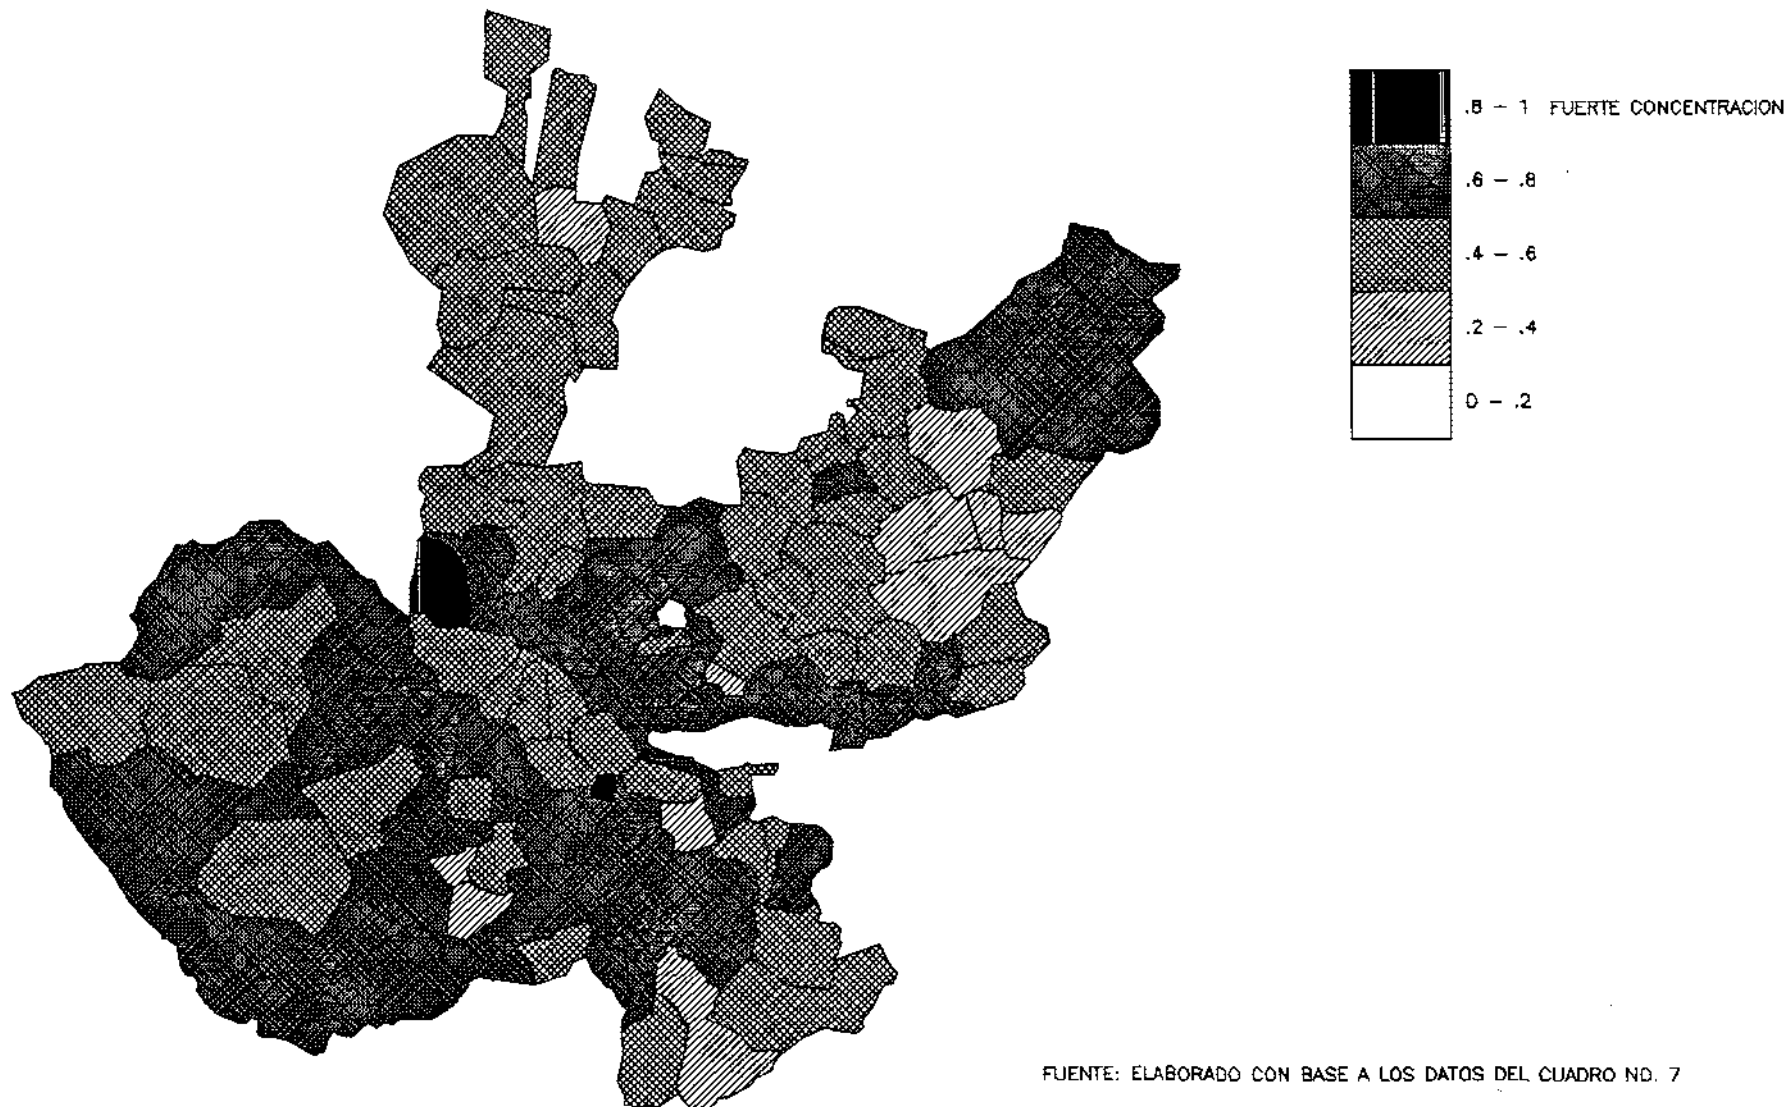 .8 - 1 FUERTE CONCENTRACION
.6 - .8
.4 - .6
.2 - .4
0 - .2
FUENTE: ELABORADO CON BASE A LOS DATOS DEL CUADRO NO. 7